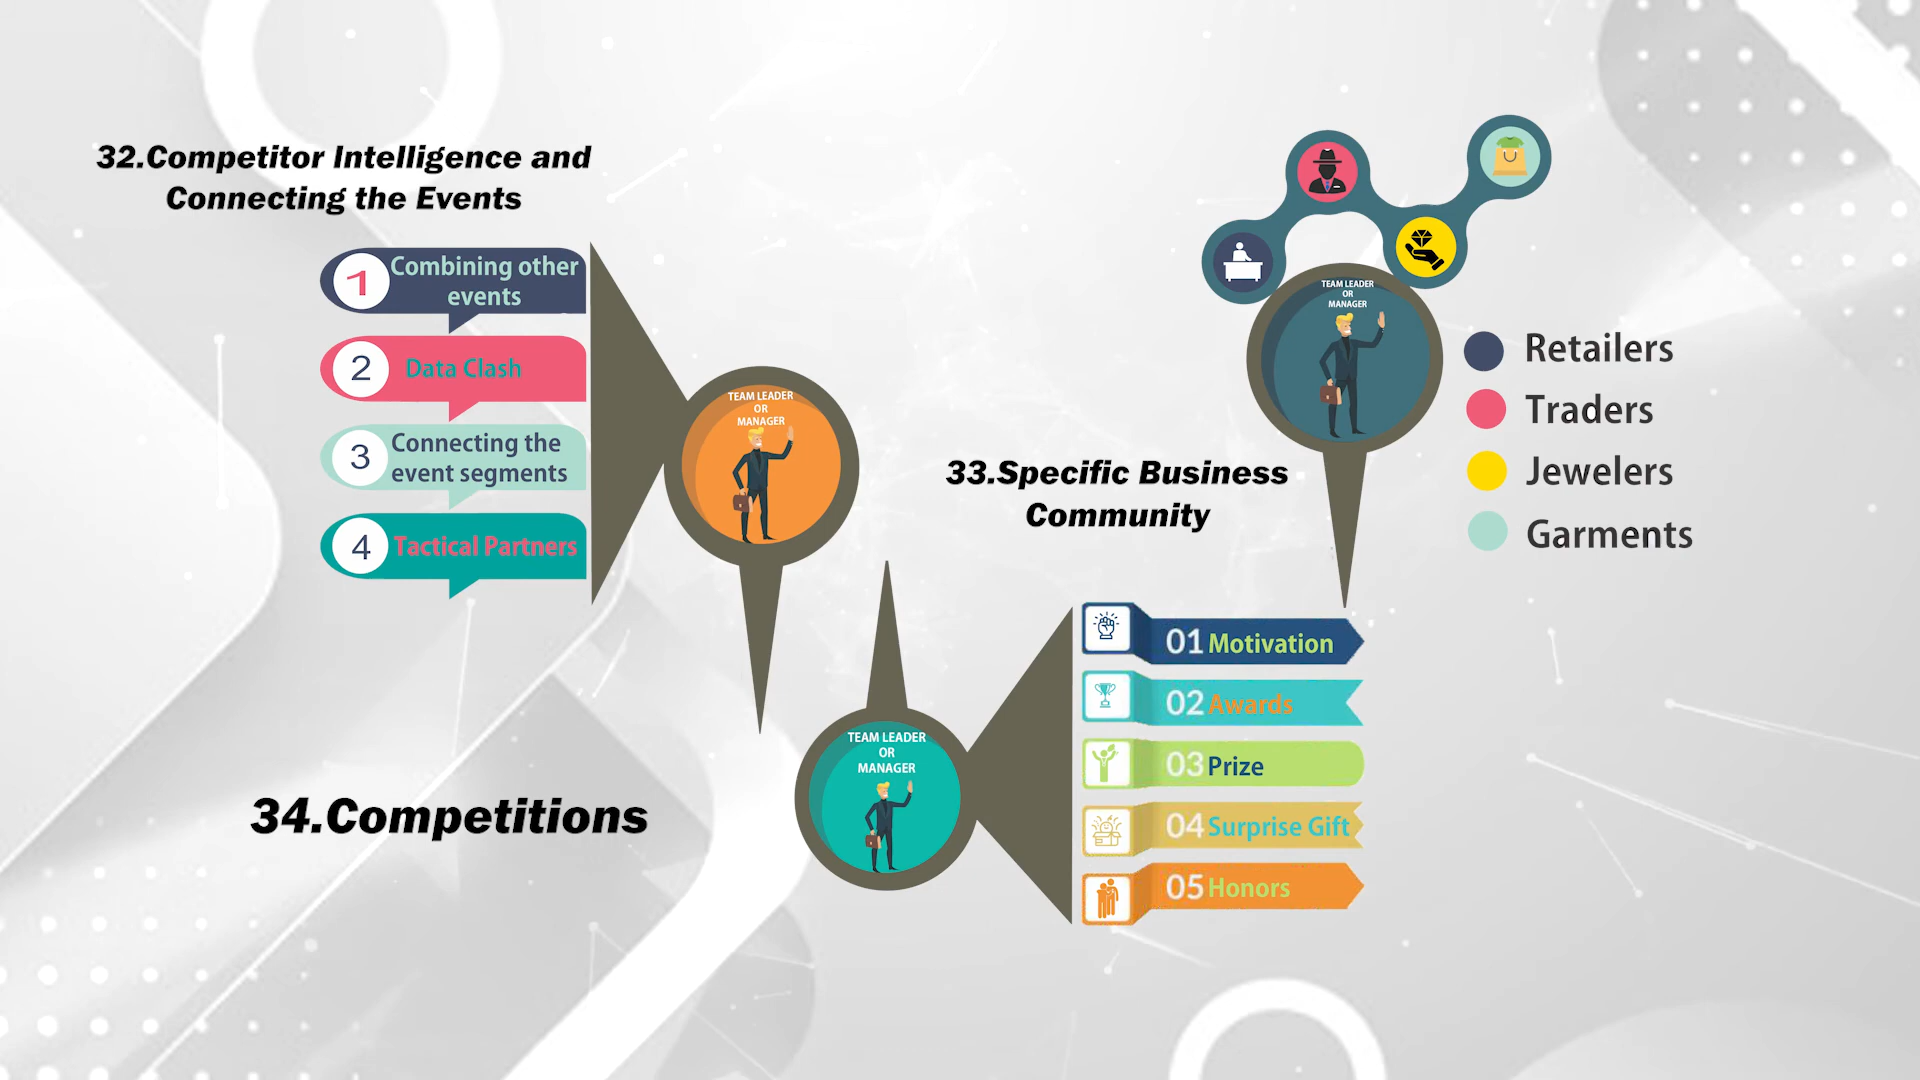 32.Competitor Intelligence and
Connecting the Events
1
Combining other
events
2
Data Clash
3
Connecting the
event segments
4
Tactical Partners
TEAM LEADER
OR
MANAGER
33.Specific Business
Community
TEAM LEADER
OR
MANAGER
Retailers
Traders
Jewelers
Garments
34.Competitions
TEAM LEADER
OR
MANAGER
01 Motivation
02 Awards
03 Prize
04 Surprise Gift
05 Honors